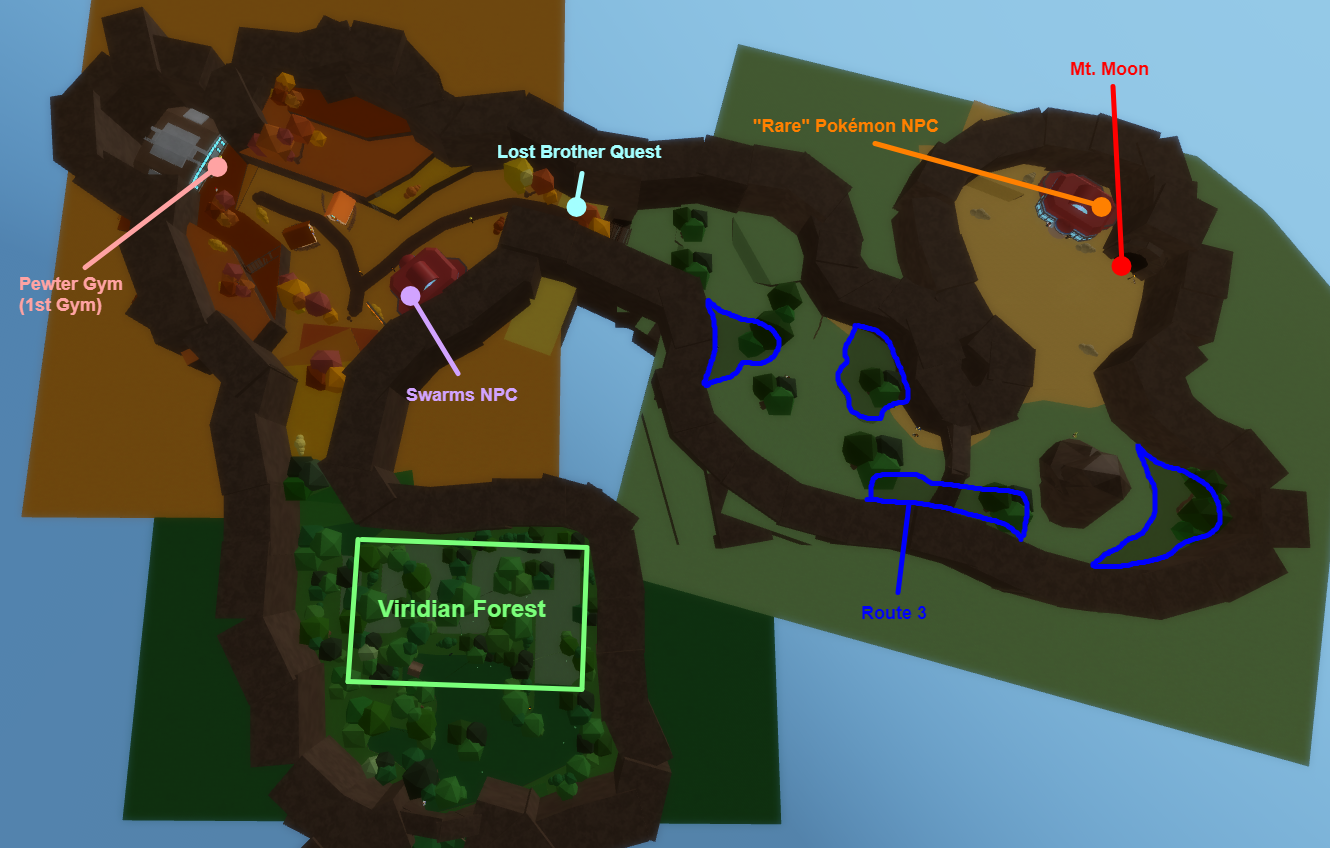 Mt. Moon
"Rare" Pokémon NPC
Lost Brother Quest
Pewter Gym
(1st Gym)
Swarms NPC
Viridian Forest
Route 3